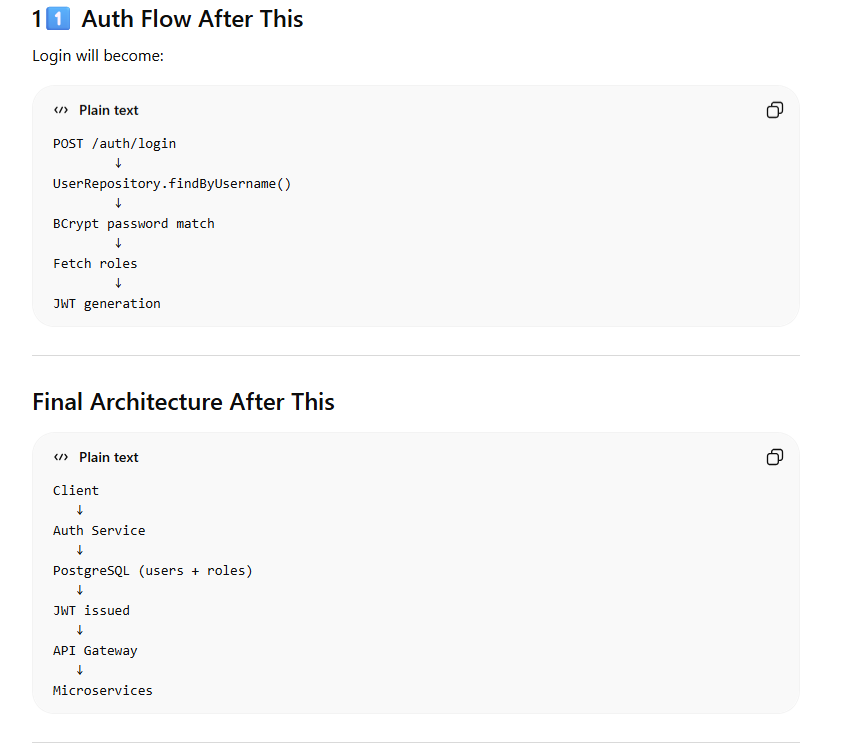 11️⃣ Auth Flow After This
Login will become:
</> Plain text
POST /auth/login
↓
UserRepository.findByUsername()
↓
BCrypt password match
↓
Fetch roles
↓
JWT generation
Final Architecture After This
</> Plain text
Client
↓
Auth Service
↓
PostgreSQL (users + roles)
↓
JWT issued
↓
API Gateway
↓
Microservices